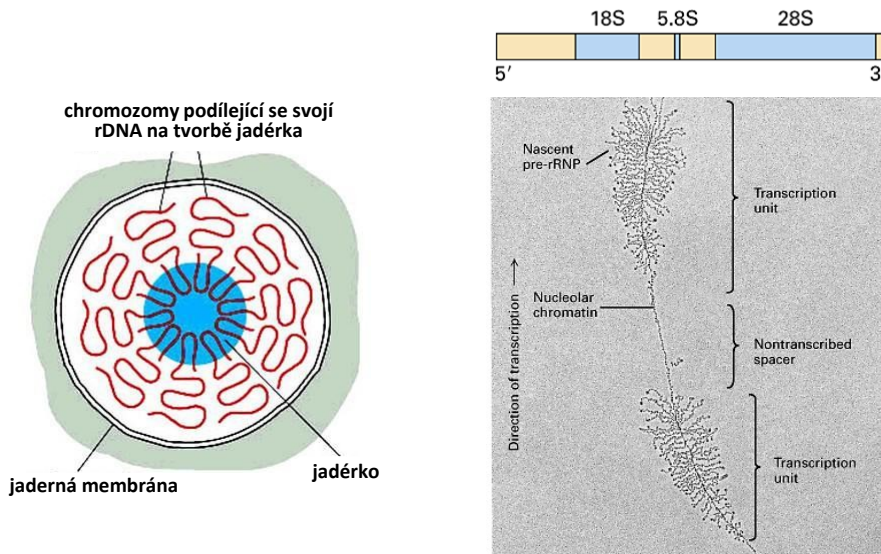 18S 5.8S 28S
5′ 3
chromozomy podílející se svojí
rDNA na tvorbě jadérka
jaderná membrána
jadérko
Nascent
pre-rRNP
Transcription
unit
Direction of transcription →
Nucleolar
chromatin
Nontranscribed
spacer
Transcription
unit